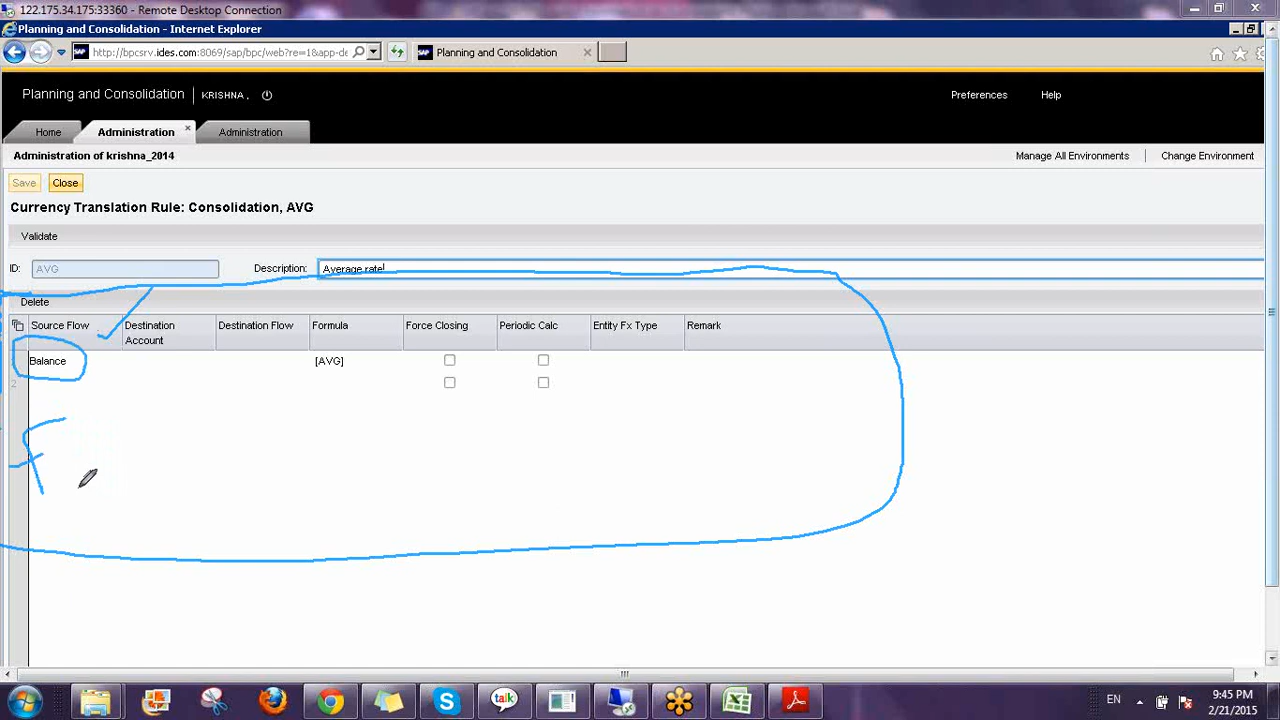 122.175.34.175:33360 - Remote Desktop Connection
Planning and Consolidation - Internet Explorer
http://bpcsrv.ides.com:8069/sap/bpc/web?re=1&app-de
SAP Planning and Consolidation
Planning and Consolidation KRISHNA .
Preferences Help
Home Administration Administration
Administration of krishna_2014 Manage All Environments Change Environment
Save Close
Currency Translation Rule: Consolidation, AVG
Validate
ID: AVG Description: Average rate
Delete
Source Flow Destination Account Destination Flow Formula Force Closing Periodic Calc Entity Fx Type Remark
Balance [AVG]
2
talk
EN 9:45 PM
2/21/2015